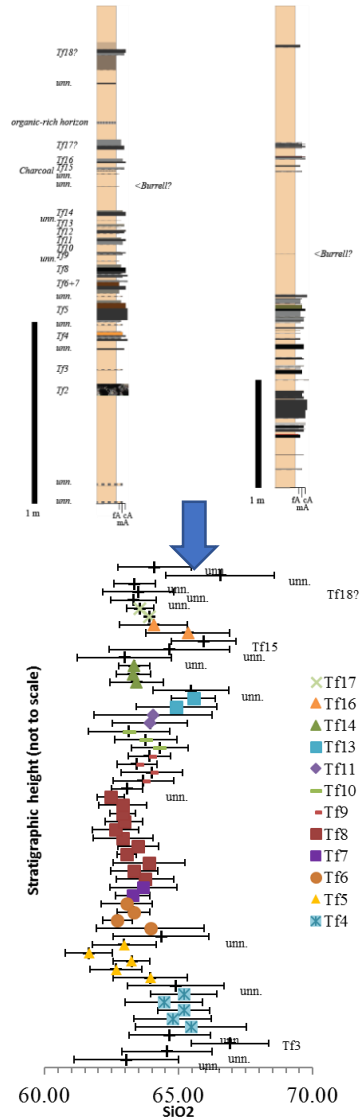 Tf18?
unn.
organic-rich horizon
Tf17?
Tf16
Charcoal
Tf15
unn.
unn.
<Burrell?
Tf14
unn.
Tf13
Tf12
Tf11
Tf10
Tf9
unn.
Tf8
Tf6+7
unn.
Tf5
unn.
Tf4
unn.
Tf3
Tf2
unn.
unn.
1 m
fA cA
mA
<Burrell?
1 m
fA cA
mA
Stratigraphic height (not to scale)
unn.
unn.
unn.
Tf18?
unn.
unn.
Tf15
unn.
unn.
unn.
unn.
unn.
unn.
Tf3
unn.
unn.
Tf17
Tf16
Tf14
Tf13
Tf11
Tf10
Tf9
Tf8
Tf7
Tf6
Tf5
Tf4
60.00 65.00 70.00
SiO2